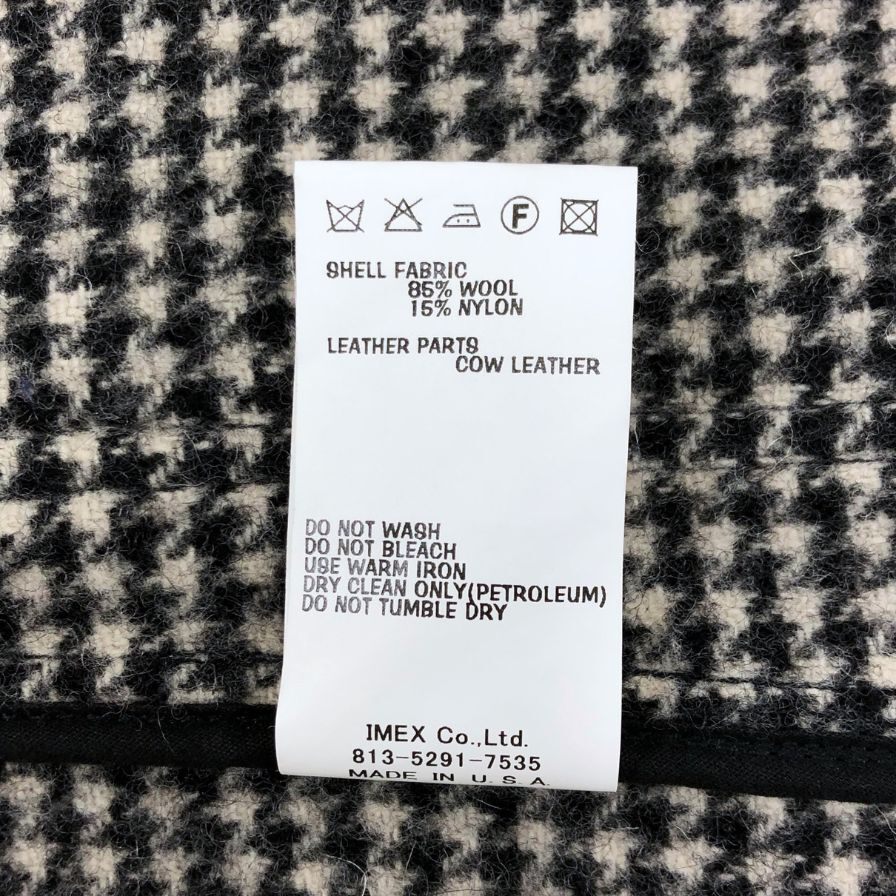 F
SHELL FABRIC
85% WOOL
15% NYLON
LEATHER PARTS
COW LEATHER
DO NOT WASH
DO NOT BLEACH
USE WARM IRON
DRY CLEAN ONLY(PETROLEUM)
DO NOT TUMBLE DRY
IMEX Co.,Ltd.
813-5291-7535
MADE IN U.S.A.